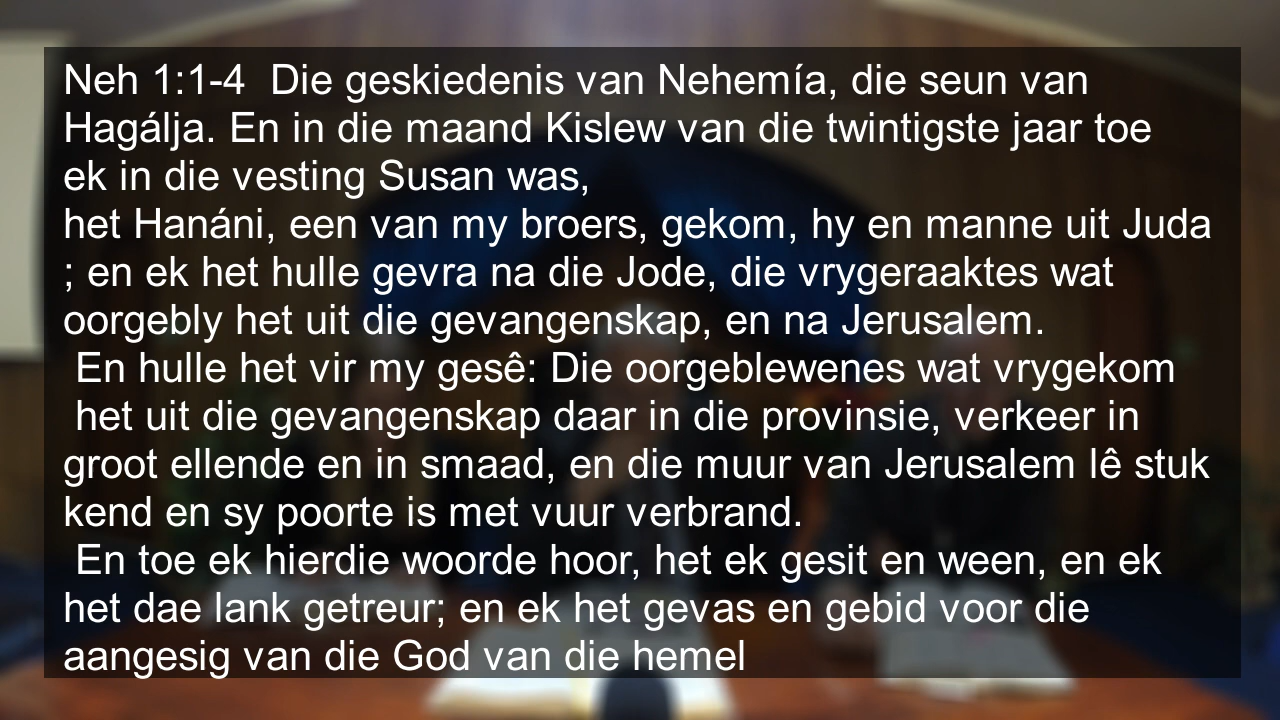 Neh 1:1-4  Die geskiedenis van Nehemía, die seun van
Hagálja. En in die maand Kislew van die twintigste jaar toe
ek in die vesting Susan was,
het Hanáni, een van my broers, gekom, hy en manne uit Juda
; en ek het hulle gevra na die Jode, die vrygeraaktes wat
oorgebly het uit die gevangenskap, en na Jerusalem.
En hulle het vir my gesê: Die oorgeblewenes wat vrygekom
het uit die gevangenskap daar in die provinsie, verkeer in
groot ellende en in smaad, en die muur van Jerusalem lê stuk
kend en sy poorte is met vuur verbrand.
En toe ek hierdie woorde hoor, het ek gesit en ween, en ek
het dae lank getreur; en ek het gevas en gebid voor die
aangesig van die God van die hemel